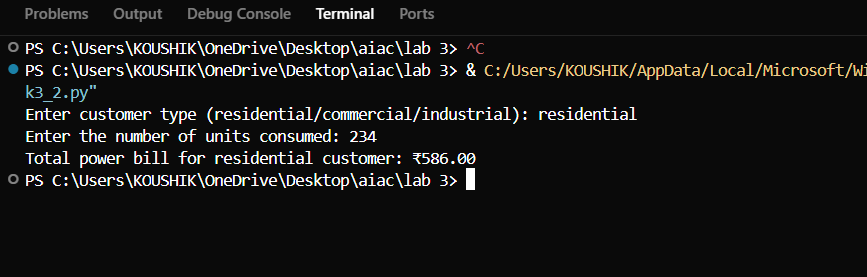 Problems Output Debug Console Terminal Ports
PS C:\Users\KOUSHIK\OneDrive\Desktop\aiac\lab 3> ^C
PS C:\Users\KOUSHIK\OneDrive\Desktop\aiac\lab 3> & C:/Users/KOUSHIK/AppData/Local/Microsoft/Wi
k3_2.py"
Enter customer type (residential/commercial/industrial): residential
Enter the number of units consumed: 234
Total power bill for residential customer: ₹586.00
PS C:\Users\KOUSHIK\OneDrive\Desktop\aiac\lab 3>